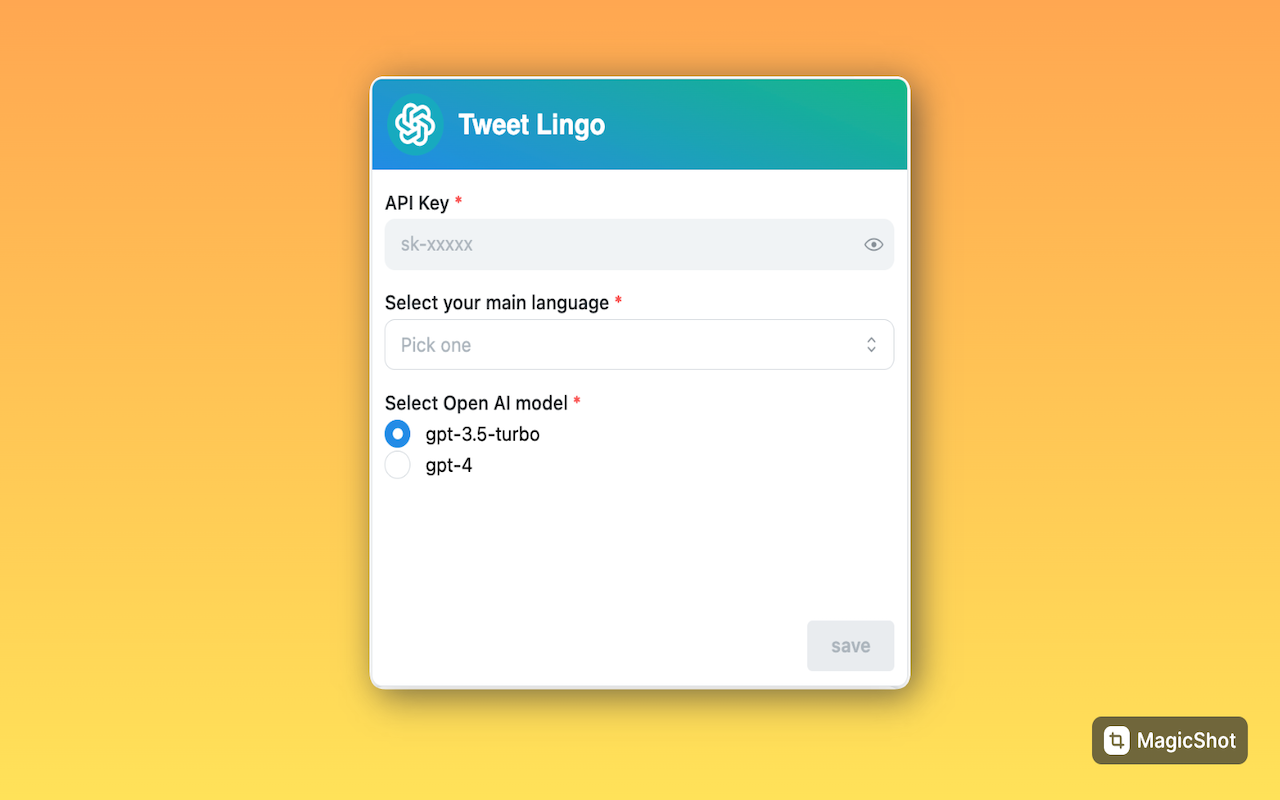 Tweet Lingo
API Key *
sk-xxxxx
Select your main language *
Pick one
Select Open AI model *
gpt-3.5-turbo
gpt-4
save
MagicShot